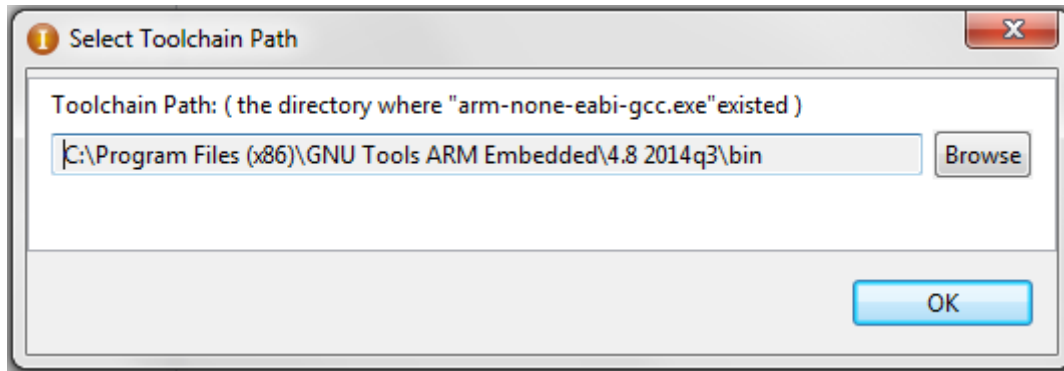 Select Toolchain Path
Toolchain Path: ( the directory where "arm-none-eabi-gcc.exe"existed )
C:\Program Files (x86)\GNU Tools ARM Embedded\4.8 2014q3\bin Browse
OK